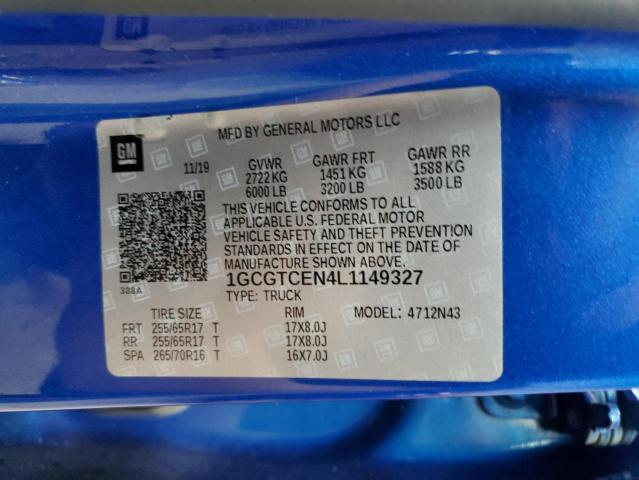 MFD BY GENERAL MOTORS LLC
GM
11/19 GVWR GAWR FRT GAWR RR
2722 KG 1451 KG 1588 KG
6000 LB 3200 LB 3500 LB
THIS VEHICLE CONFORMS TO ALL
APPLICABLE U.S. FEDERAL MOTOR
VEHICLE SAFETY AND THEFT PREVENTION
STANDARDS IN EFFECT ON THE DATE OF
MANUFACTURE SHOWN ABOVE.
338A
1GCGTCEN4L1149327
TYPE: TRUCK MODEL: 4712N43
TIRE SIZE RIM
FRT 255/65R17 T 17X8.0J
RR 255/65R17 T 17X8.0J
SPA 265/70R16 T 16X7.0J